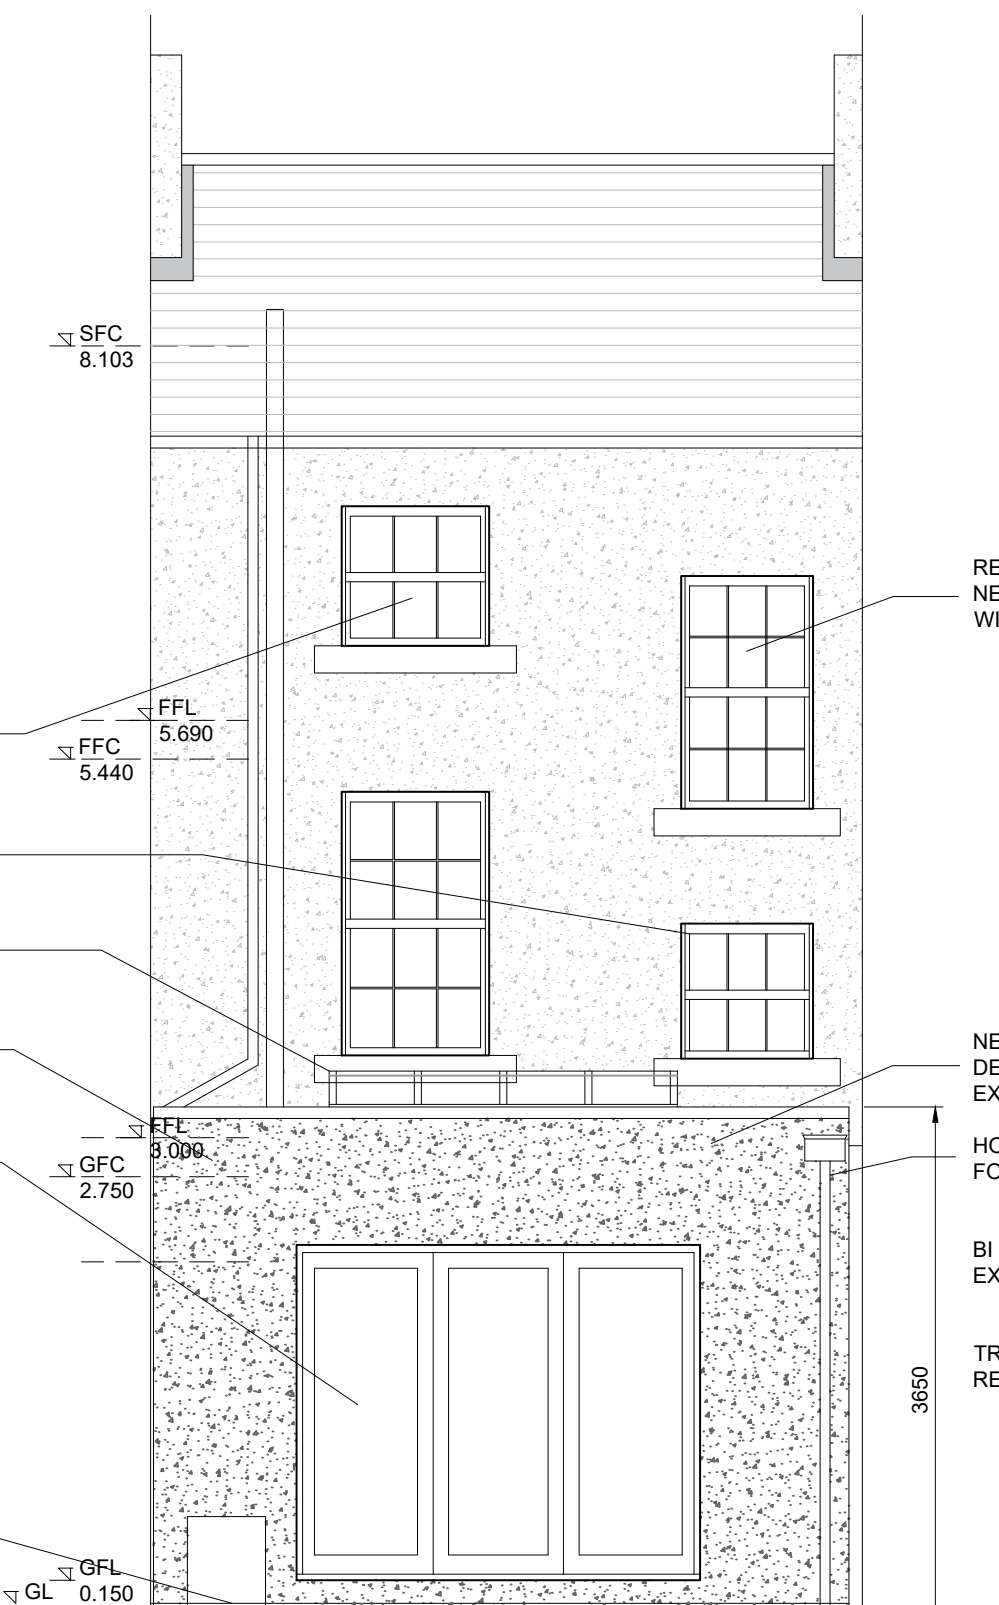 SFC
8.103
RE
NE
WI
FFL
5.690
FFC
5.440
NE
DE
EX
FFL
3.000
HO
FO
GFC
2.750
BI
EX
TR
RE
3650
GFL
0.150
GL